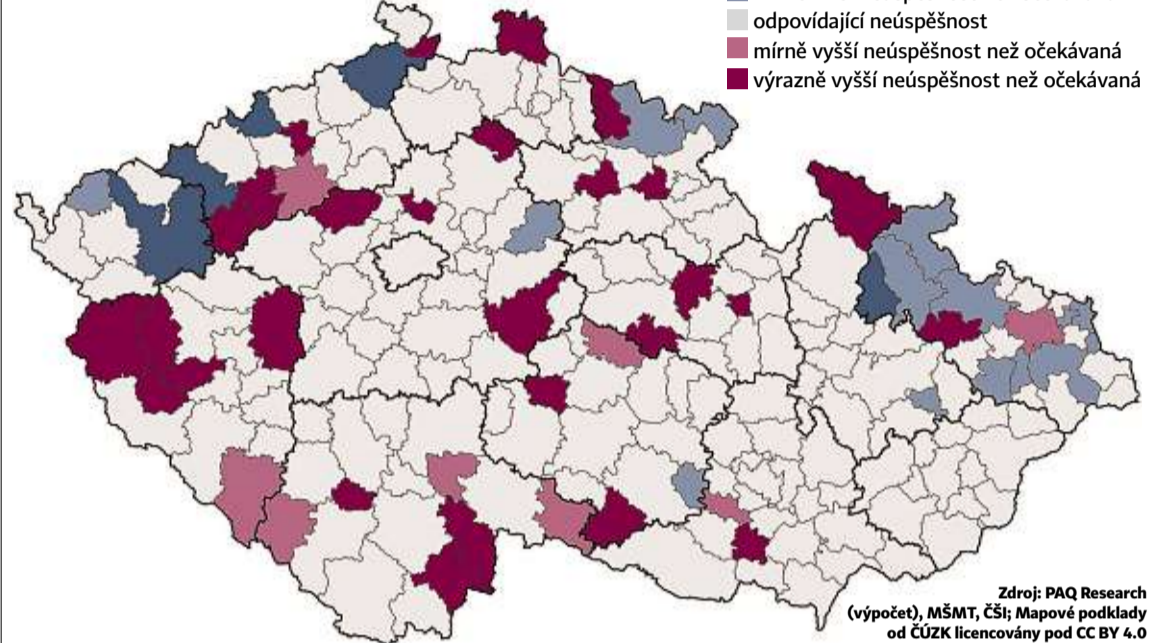 odpovídající neúspěšnost
mírně vyšší neúspěšnost než očekávaná
výrazně vyšší neúspěšnost než očekávaná
Zdroj: PAQ Research
(výpočet), MŠMT, ČŠI; Mapové podklady
od ČÚZK licencovány pod CC BY 4.0